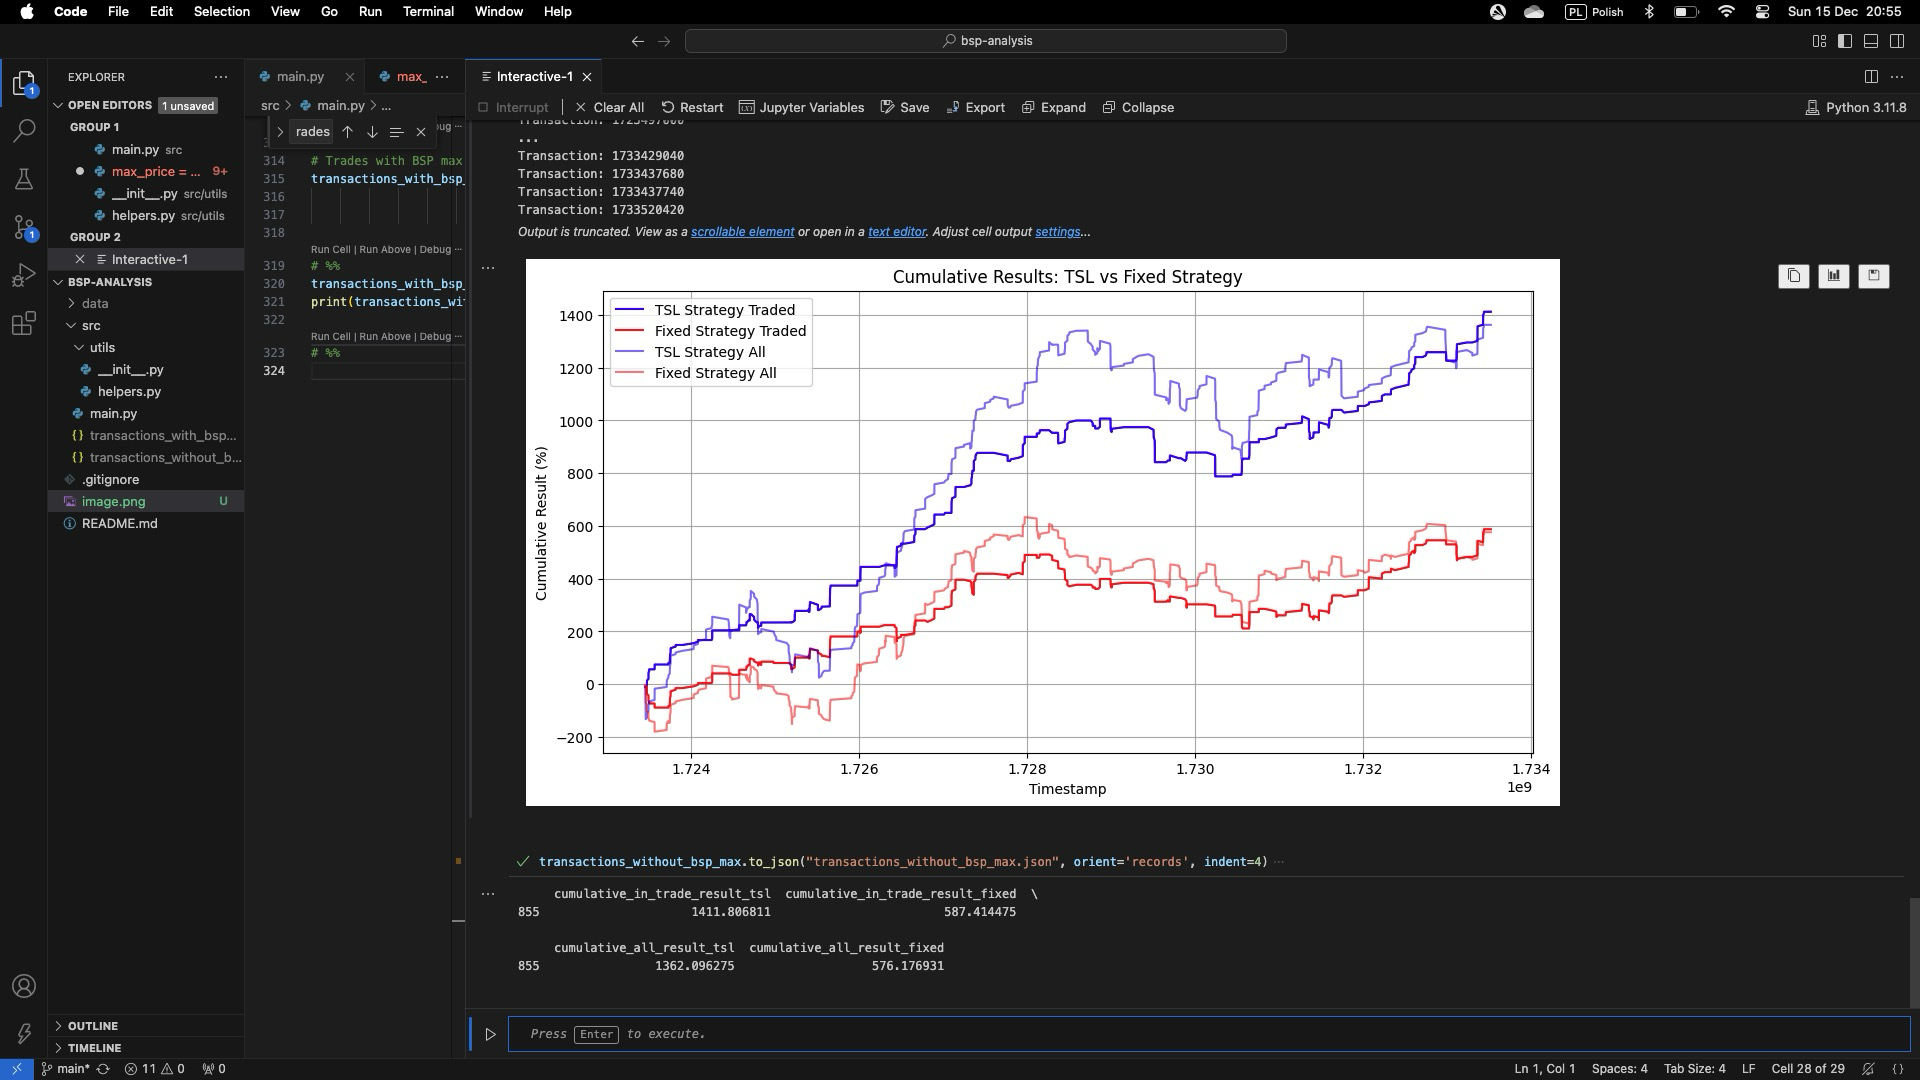 Code File Edit Selection View Go Run Terminal Window Help
PL Polish Sun 15 Dec 20:55
bsp-analysis
EXPLORER
OPEN EDITORS 1 unsaved
GROUP 1
main.py src
max_price = ... 9+
__init__.py src/utils
helpers.py src/utils
GROUP 2
Interactive-1
BSP-ANALYSIS
data
src
utils
__init__.py
helpers.py
main.py
transactions_with_bsp...
transactions_without_b...
.gitignore
image.png U
README.md
OUTLINE
TIMELINE
main.py max_ ...
src > main.py > ...
rades
314 # Trades with BSP max
315 transactions_with_bsp_
316
317
318
Run Cell | Run Above | Debug ...
319 # %%
320 transactions_with_bsp_
321 print(transactions_wi
322
Run Cell | Run Above | Debug ...
323 # %%
324
Interactive-1
Interrupt | Clear All Restart Jupyter Variables Save Export Expand Collapse Python 3.11.8
...
Transaction: 1733429040
Transaction: 1733437680
Transaction: 1733437740
Transaction: 1733520420
Output is truncated. View as a scrollable element or open in a text editor. Adjust cell output settings...
Cumulative Results: TSL vs Fixed Strategy
TSL Strategy Traded
Fixed Strategy Traded
TSL Strategy All
Fixed Strategy All
Cumulative Result (%)
1400
1200
1000
800
600
400
200
0
−200
1.724 1.726 1.728 1.730 1.732 1.734
Timestamp
1e9
transactions_without_bsp_max.to_json("transactions_without_bsp_max.json", orient='records', indent=4) ...
cumulative_in_trade_result_tsl cumulative_in_trade_result_fixed \
855 1411.806811 587.414475
cumulative_all_result_tsl cumulative_all_result_fixed
855 1362.096275 576.176931
Press Enter to execute.
main* 11 0 0
Ln 1, Col 1 Spaces: 4 Tab Size: 4 LF Cell 28 of 29 {}